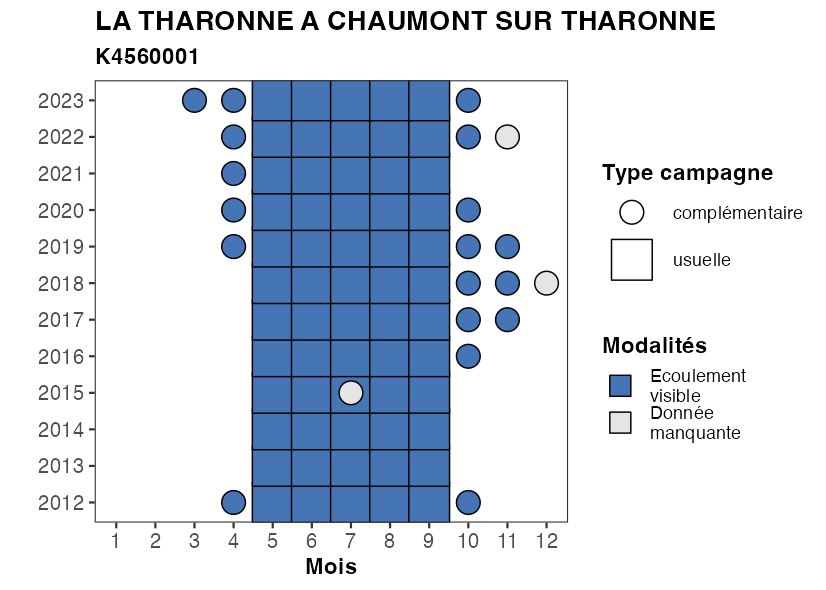 LA THARONNE A CHAUMONT SUR THARONNE
K4560001
2023
2022
2021
2020
2019
2018
2017
2016
2015
2014
2013
2012
1 2 3 4 5 6 7 8 9 10 11 12
Mois
Type campagne
complémentaire
usuelle
Modalités
Ecoulement
visible
Donnée
manquante